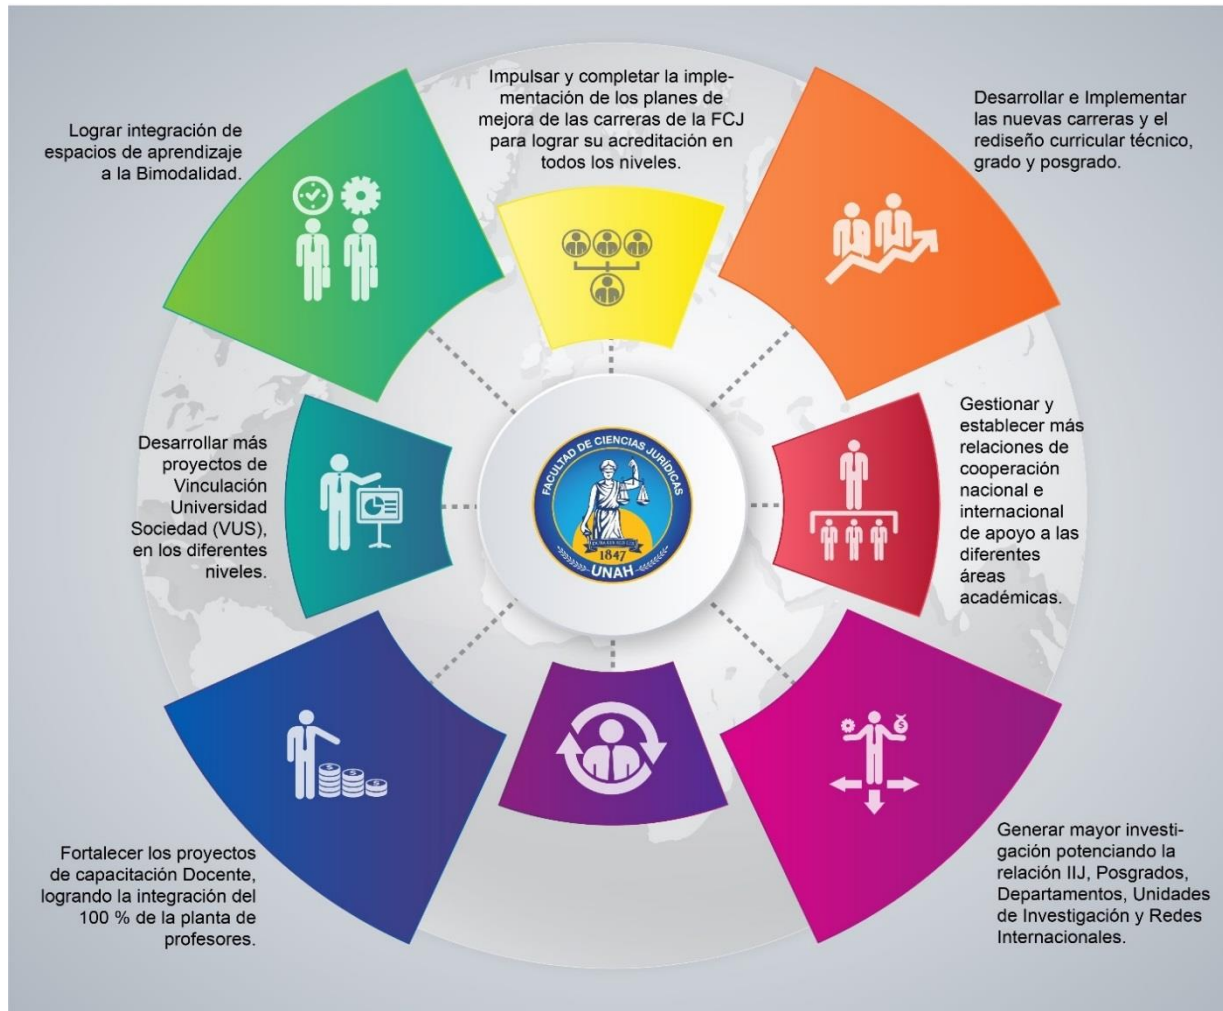 Impulsar y completar la imple-
mentación de los planes de
mejora de las carreras de la FCJ
para lograr su acreditación en
todos los niveles.
Desarrollar e Implementar
las nuevas carreras y el
rediseño curricular técnico,
grado y posgrado.
Gestionar y
establecer más
relaciones de
cooperación
nacional e
internacional
de apoyo a las
diferentes
áreas
académicas.
Generar mayor investi-
gación potenciando la
relación IIJ, Posgrados,
Departamentos, Unidades
de Investigación y Redes
Internacionales.
Fortalecer los proyectos
de capacitación Docente,
logrando la integración del
100 % de la planta de
profesores.
Desarrollar más
proyectos de
Vinculación
Universidad
Sociedad (VUS),
en los diferentes
niveles.
Lograr integración de
espacios de aprendizaje
a la Bimodalidad.
FACULTAD DE CIENCIAS JURÍDICAS
1847
UNAH